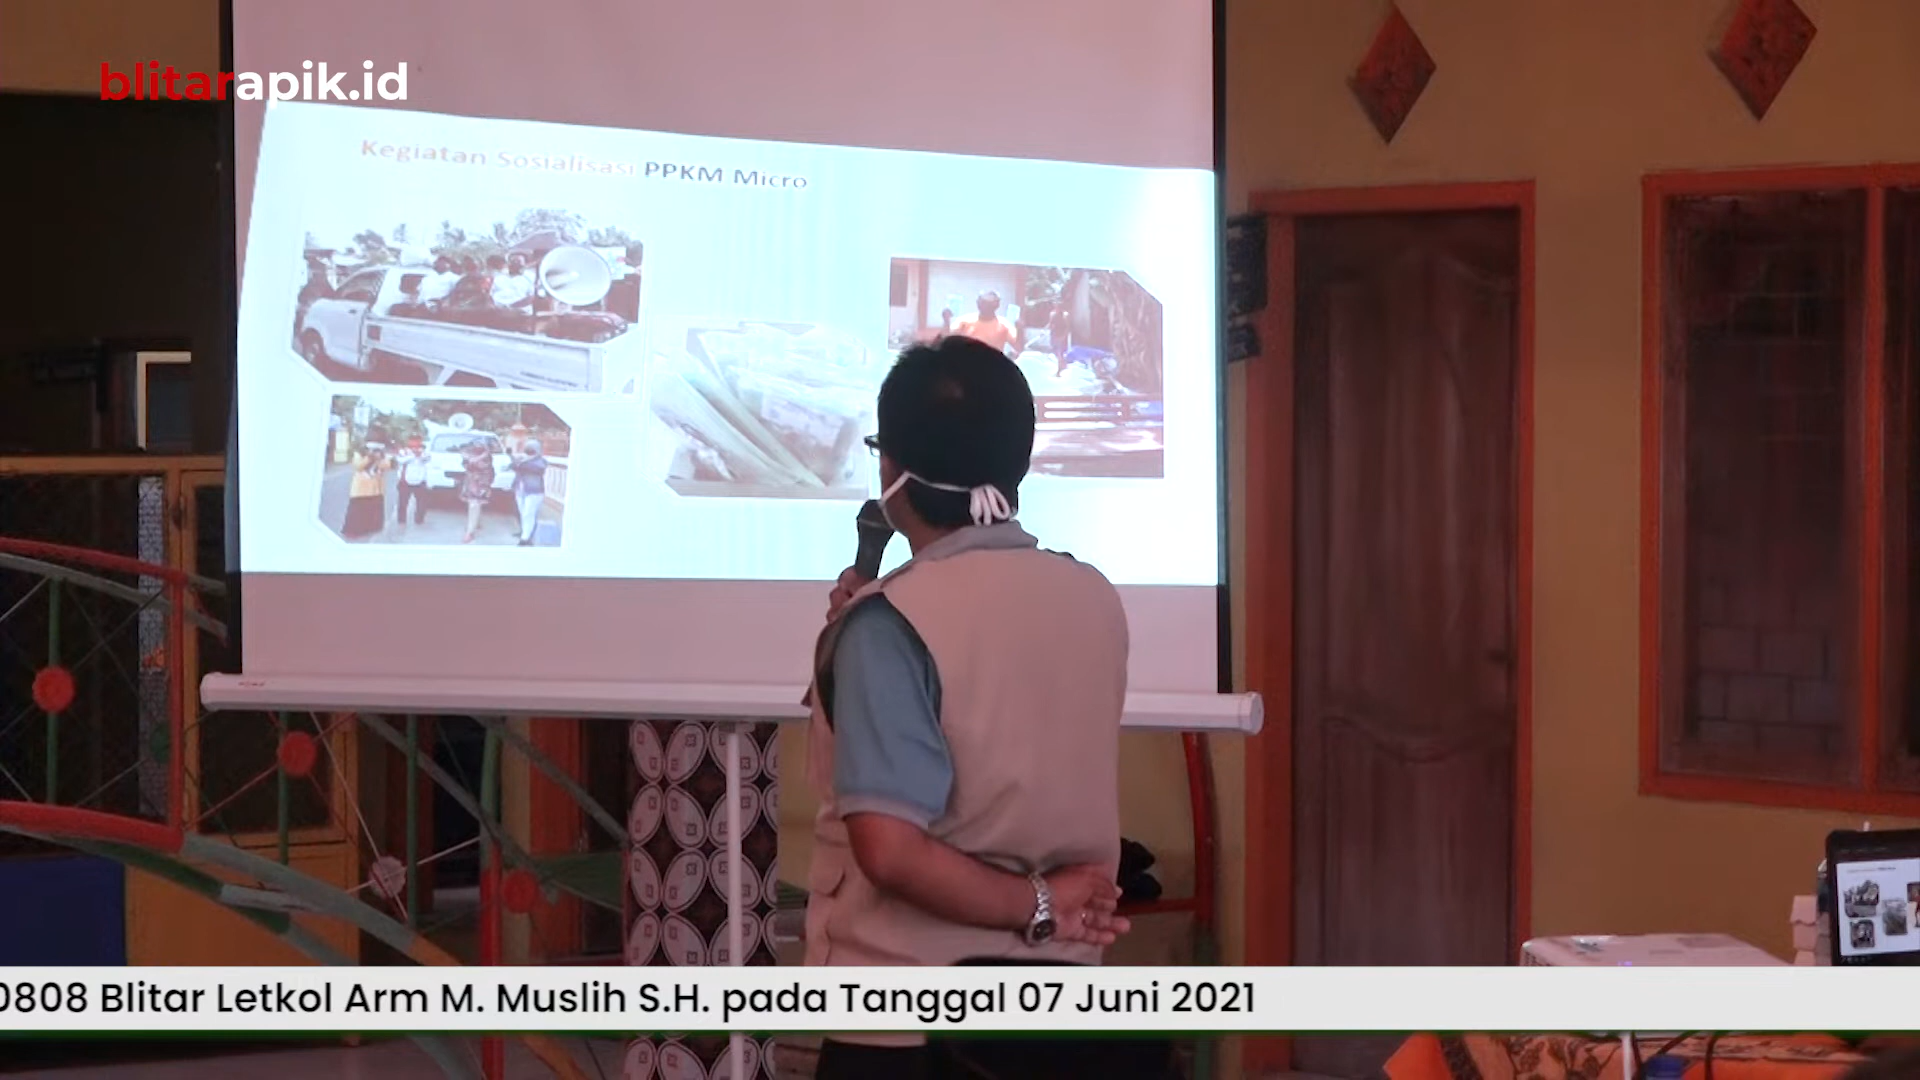 blitarapik.id
Kegiatan Sosialisasi PPKM Micro
0808 Blitar Letkol Arm M. Muslih S.H. pada Tanggal 07 Juni 2021